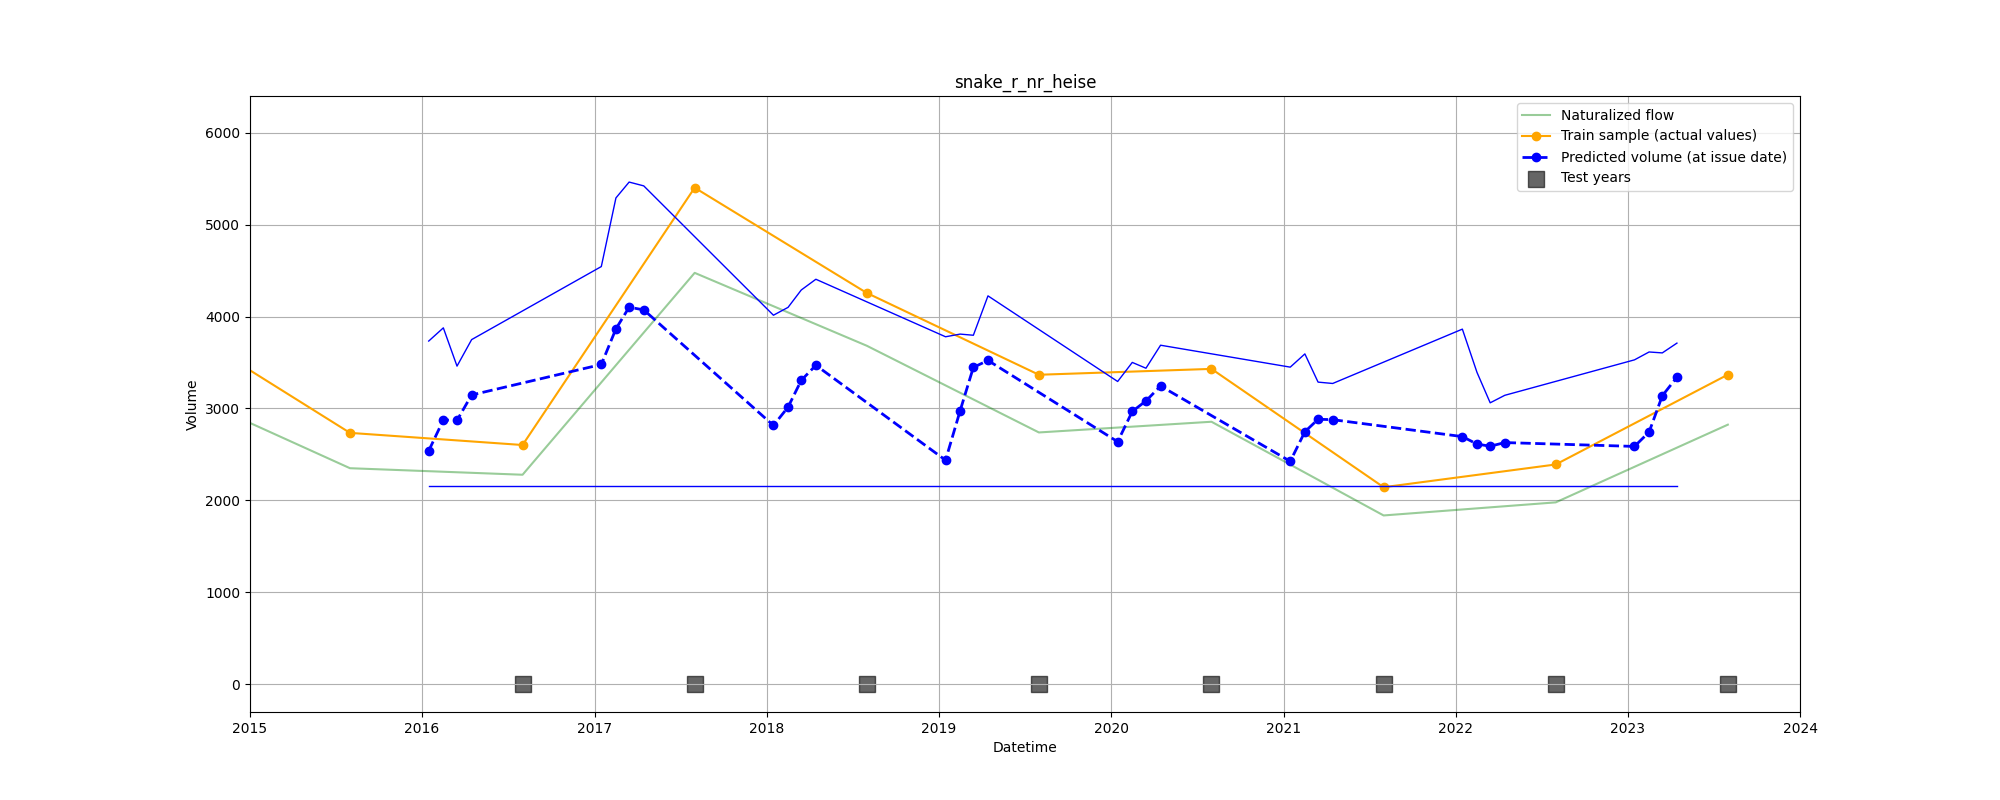 snake_r_nr_heise
6000
5000
4000
3000
2000
1000
0
Volume
Naturalized flow
Train sample (actual values)
Predicted volume (at issue date)
Test years
2015 2016 2017 2018 2019 2020 2021 2022 2023 2024
Datetime